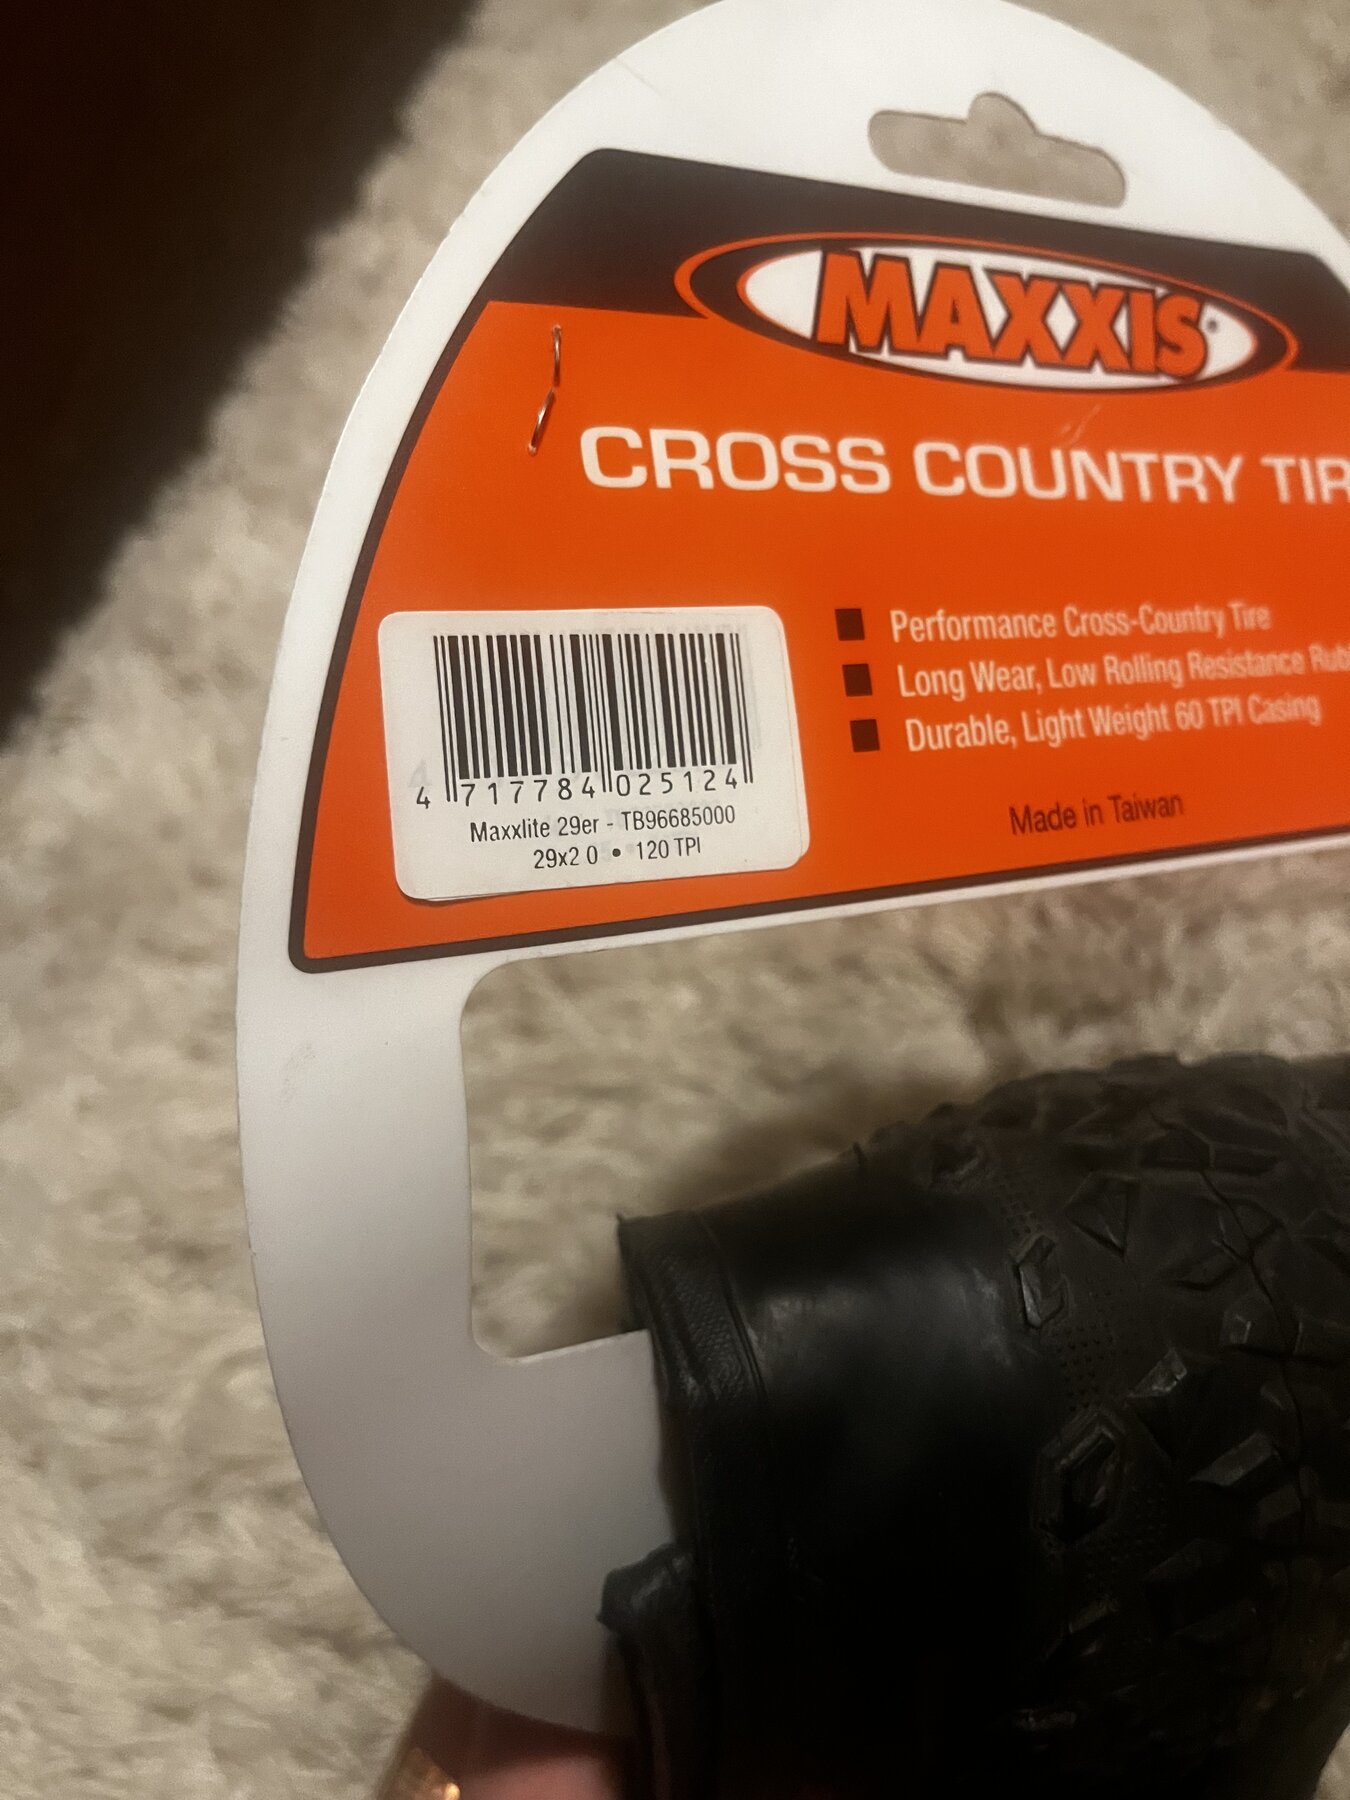 MAXXIS®
CROSS COUNTRY TIR
Performance Cross-Country Tire
Long Wear, Low Rolling Resistance Rub
Durable, Light Weight 60 TPI Casing
Made in Taiwan
4 717784 025124
Maxxlite 29er - TB96685000
29x2 0 • 120 TPI